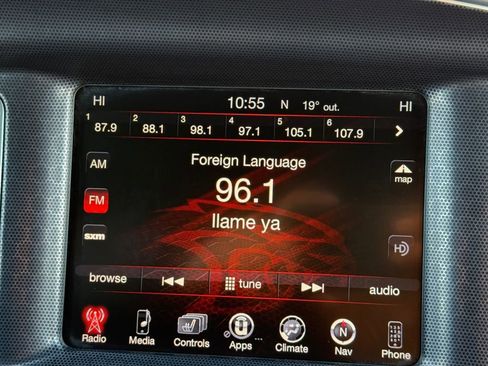 HI 10:55 N 19° out. HI
1 87.9 2 88.1 3 98.1 4 97.1 5 105.1 6 107.9
AM
Foreign Language
map
96.1
FM
llame ya
sxm
HD
browse tune audio
Radio Media Controls Apps ... Climate Nav Phone
N